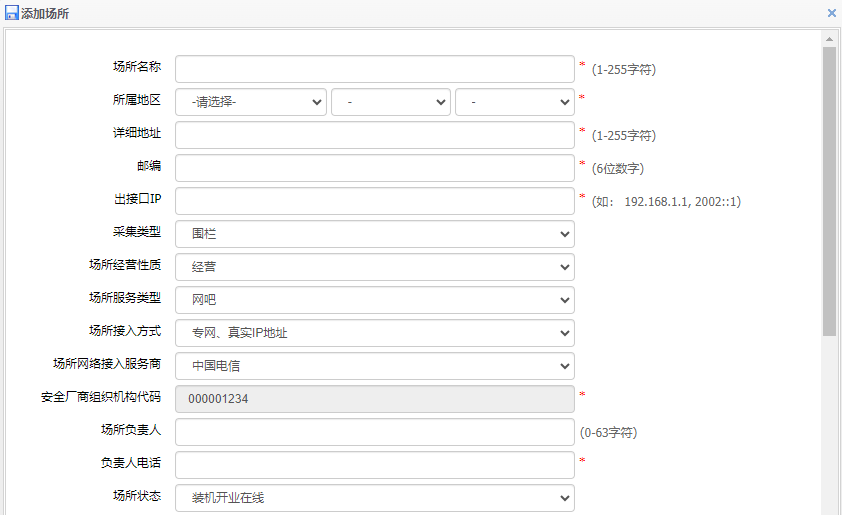 添加场所
场所名称 * (1-255字符)
所属地区 -请选择- - - *
详细地址 * (1-255字符)
邮编 * (6位数字)
出接口IP * (如： 192.168.1.1, 2002::1)
采集类型 围栏
场所经营性质 经营
场所服务类型 网吧
场所接入方式 专网、真实IP地址
场所网络接入服务商 中国电信
安全厂商组织机构代码 000001234 *
场所负责人 (0-63字符)
负责人电话 *
场所状态 装机开业在线